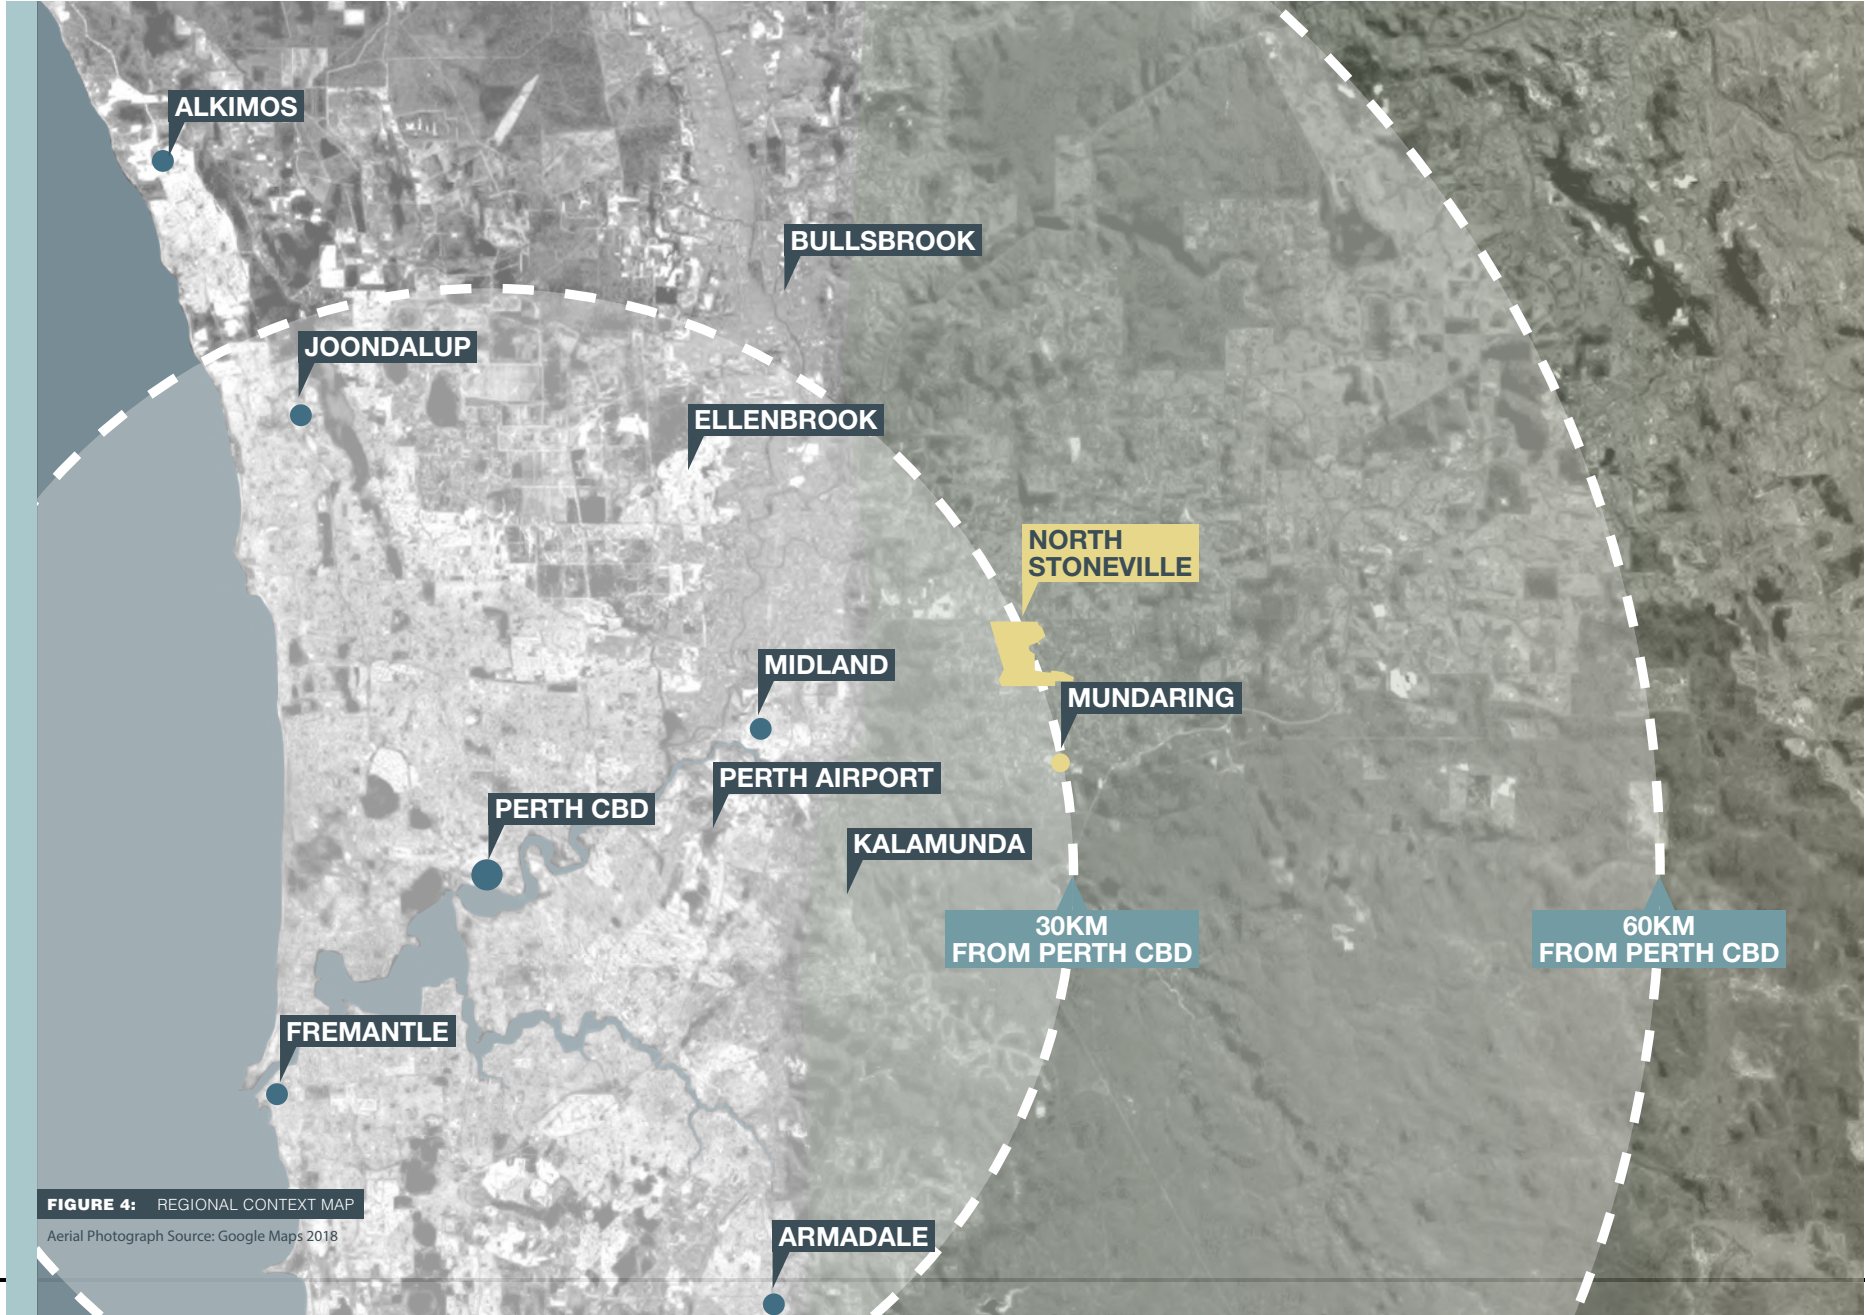 ALKIMOS
BULLSBROOK
JOONDALUP
ELLENBROOK
NORTH
STONEVILLE
MIDLAND
MUNDARING
PERTH AIRPORT
PERTH CBD
KALAMUNDA
30KM
FROM PERTH CBD
60KM
FROM PERTH CBD
FREMANTLE
FIGURE 4: REGIONAL CONTEXT MAP
Aerial Photograph Source: Google Maps 2018
ARMADALE